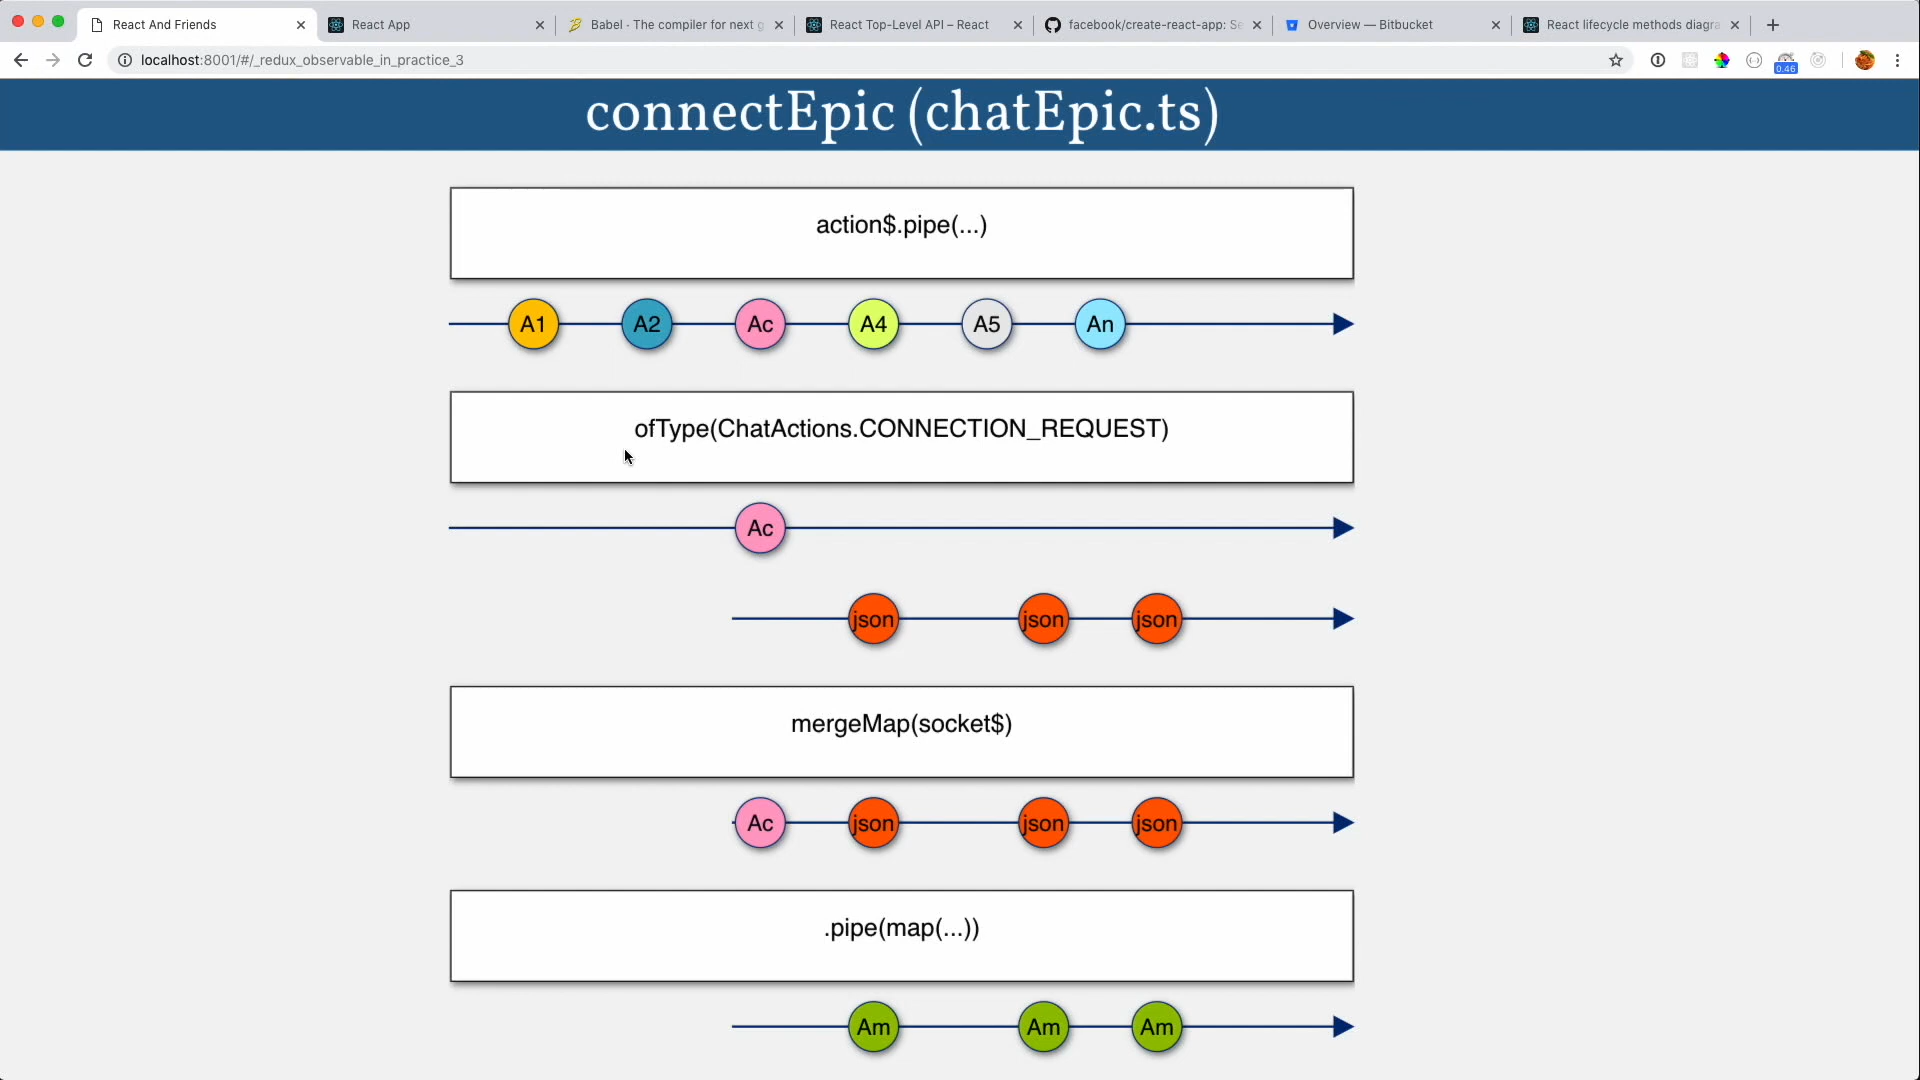 React And Friends
React App
Babel · The compiler for next g
React Top-Level API – React
facebook/create-react-app: Se
Overview — Bitbucket
React lifecycle methods diagra
localhost:8001/#/_redux_observable_in_practice_3
0.46
connectEpic (chatEpic.ts)
action$.pipe(...)
A1 A2 Ac A4 A5 An
ofType(ChatActions.CONNECTION_REQUEST)
Ac
json json json
mergeMap(socket$)
Ac json json json
.pipe(map(...))
Am Am Am